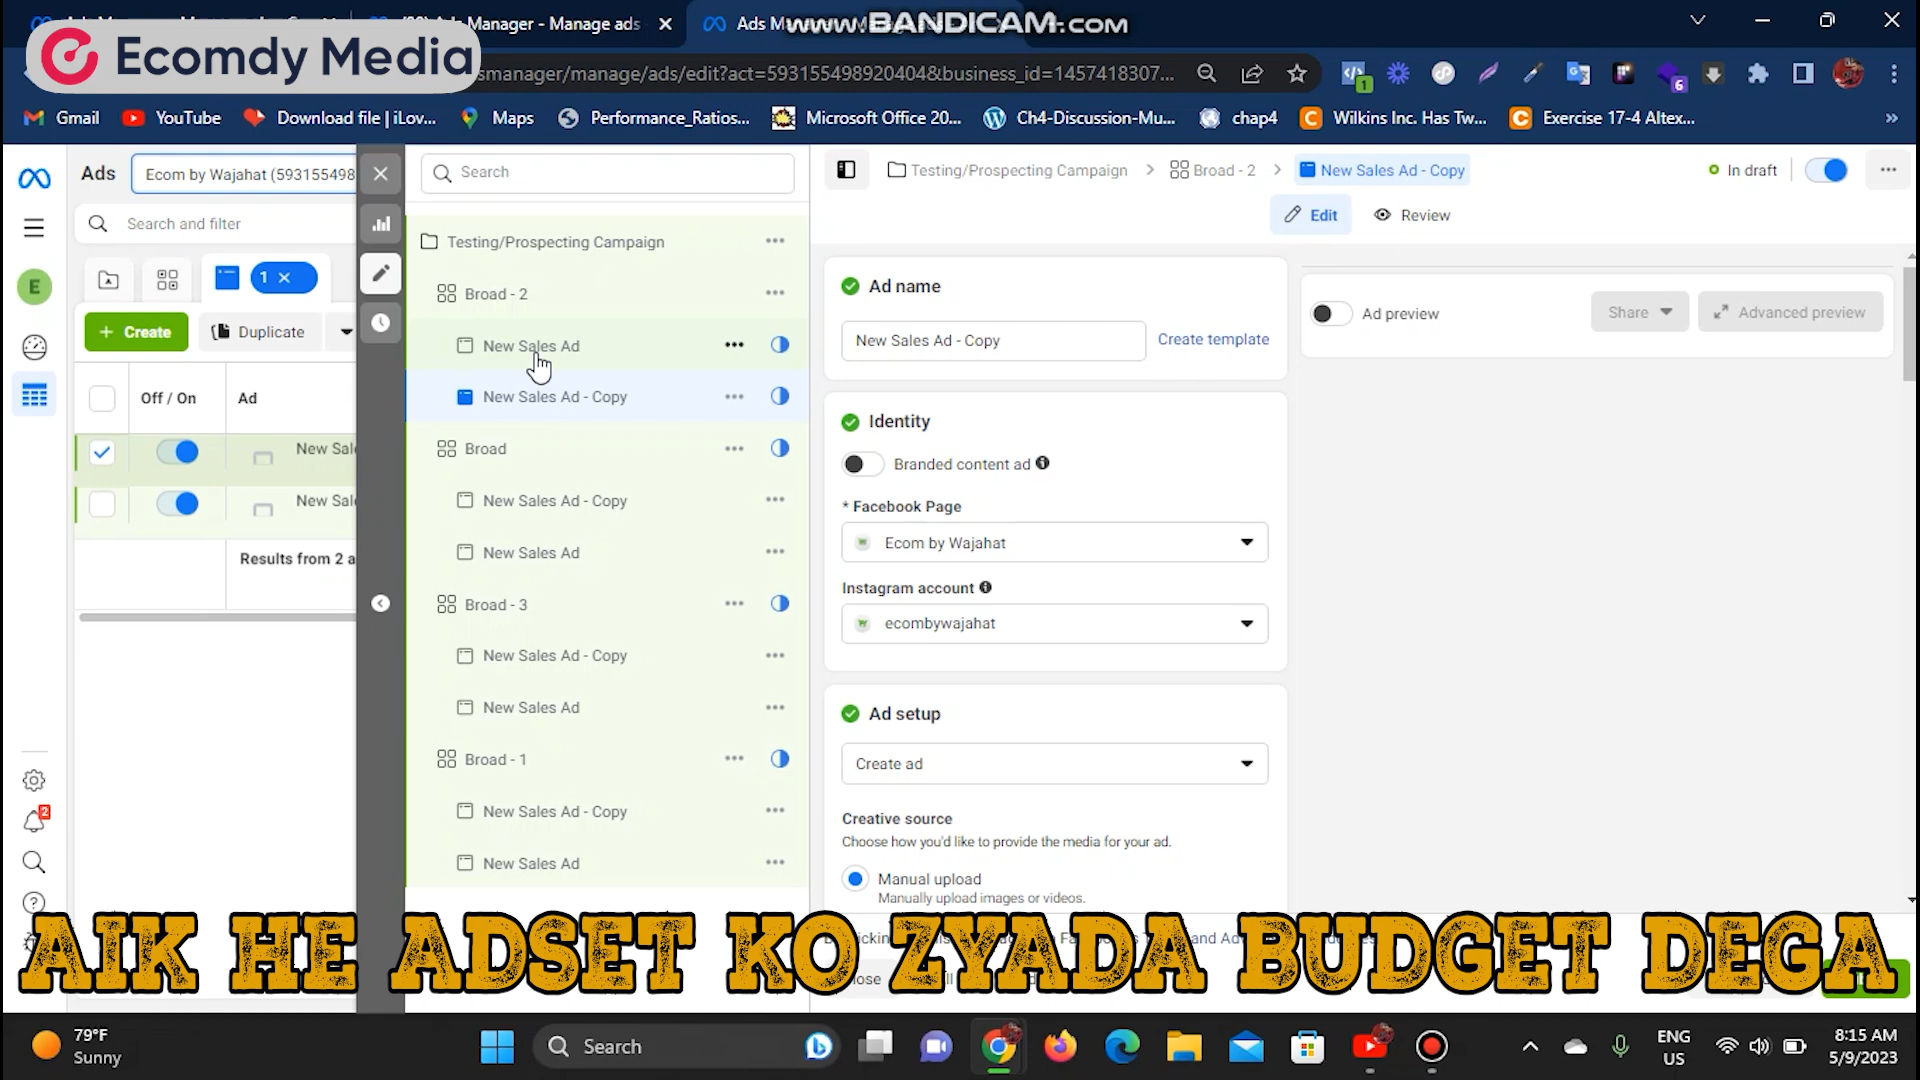 Ads Manager - Manage ads
www.BANDICAM.com
Ecomdy Media
smanager/manage/ads/edit?act=593155498920404&business_id=1457418307...
Gmail
YouTube
Download file | iLov...
Maps
Performance_Ratios...
Microsoft Office 20...
Ch4-Discussion-Mu...
chap4
Wilkins Inc. Has Tw...
Exercise 17-4 Altex...
Ads
Ecom by Wajahat (593155498
Search and filter
1
E
Create
Duplicate
Off / On
Ad
New Sal
New Sal
Results from 2 a
2
Search
Testing/Prospecting Campaign
Broad - 2
New Sales Ad
New Sales Ad - Copy
Broad
New Sales Ad - Copy
New Sales Ad
Broad - 3
New Sales Ad - Copy
New Sales Ad
Broad - 1
New Sales Ad - Copy
New Sales Ad
Testing/Prospecting Campaign
Broad - 2
New Sales Ad - Copy
In draft
Edit
Review
Ad name
New Sales Ad - Copy
Create template
Identity
Branded content ad
* Facebook Page
Ecom by Wajahat
Instagram account
ecombywajahat
Ad setup
Create ad
Creative source
Choose how you'd like to provide the media for your ad.
Manual upload
Manually upload images or videos.
Ad preview
Share
Advanced preview
AIK HE ADSET KO ZYADA BUDGET DEGA
79°F
Sunny
Search
ENG
US
8:15 AM
5/9/2023